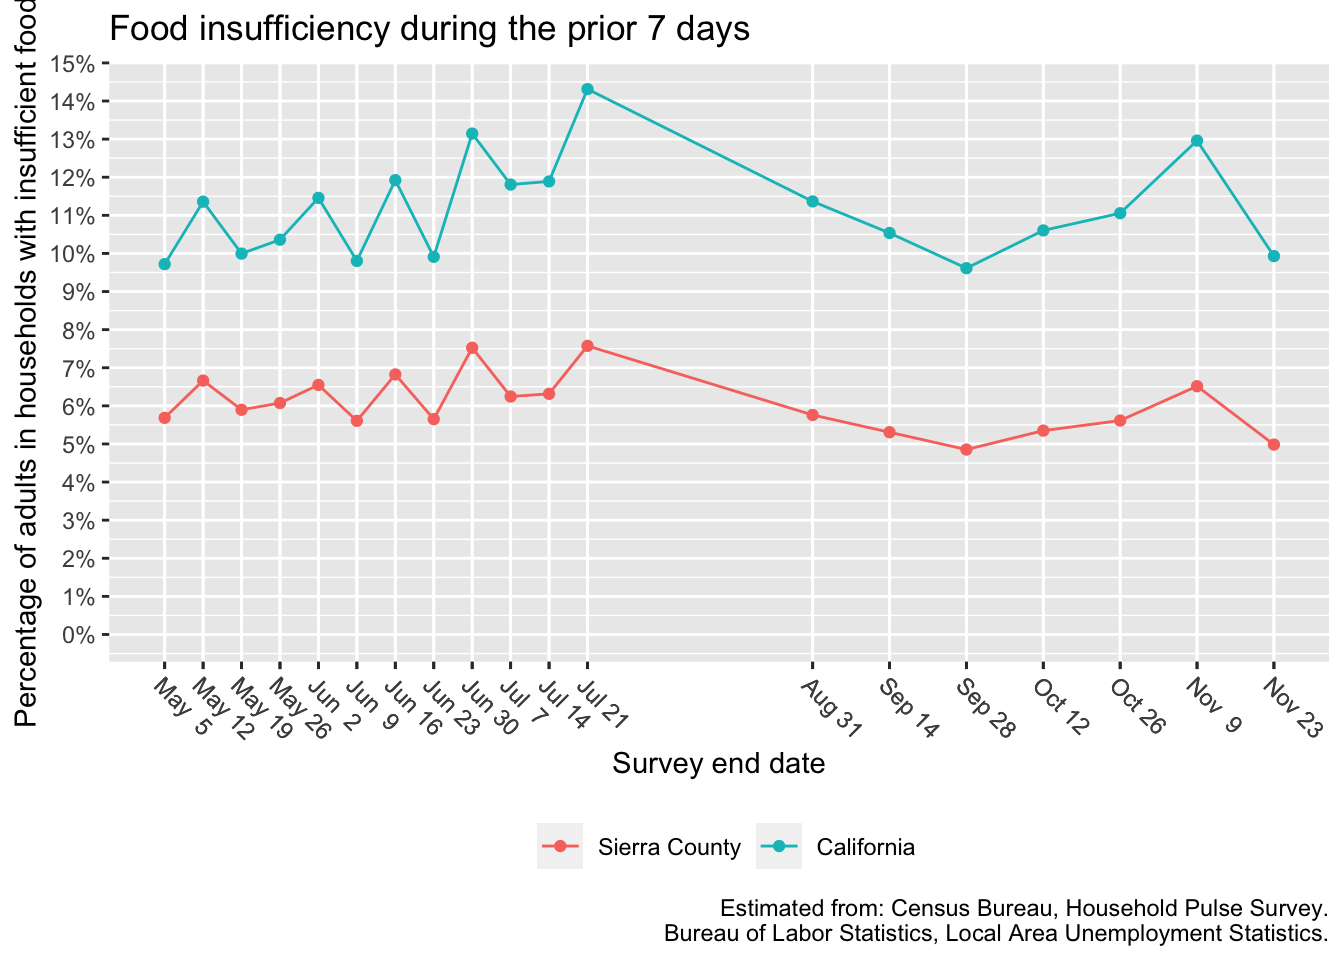 Food insufficiency during the prior 7 days
Percentage of adults in households with insufficient food
15%
14%
13%
12%
11%
10%
9%
8%
7%
6%
5%
4%
3%
2%
1%
0%
May 5
May 12
May 19
May 26
Jun 2
Jun 9
Jun 16
Jun 23
Jun 30
Jul 7
Jul 14
Jul 21
Aug 31
Sep 14
Sep 28
Oct 12
Oct 26
Nov 9
Nov 23
Survey end date
Sierra County
California
Estimated from: Census Bureau, Household Pulse Survey.
Bureau of Labor Statistics, Local Area Unemployment Statistics.